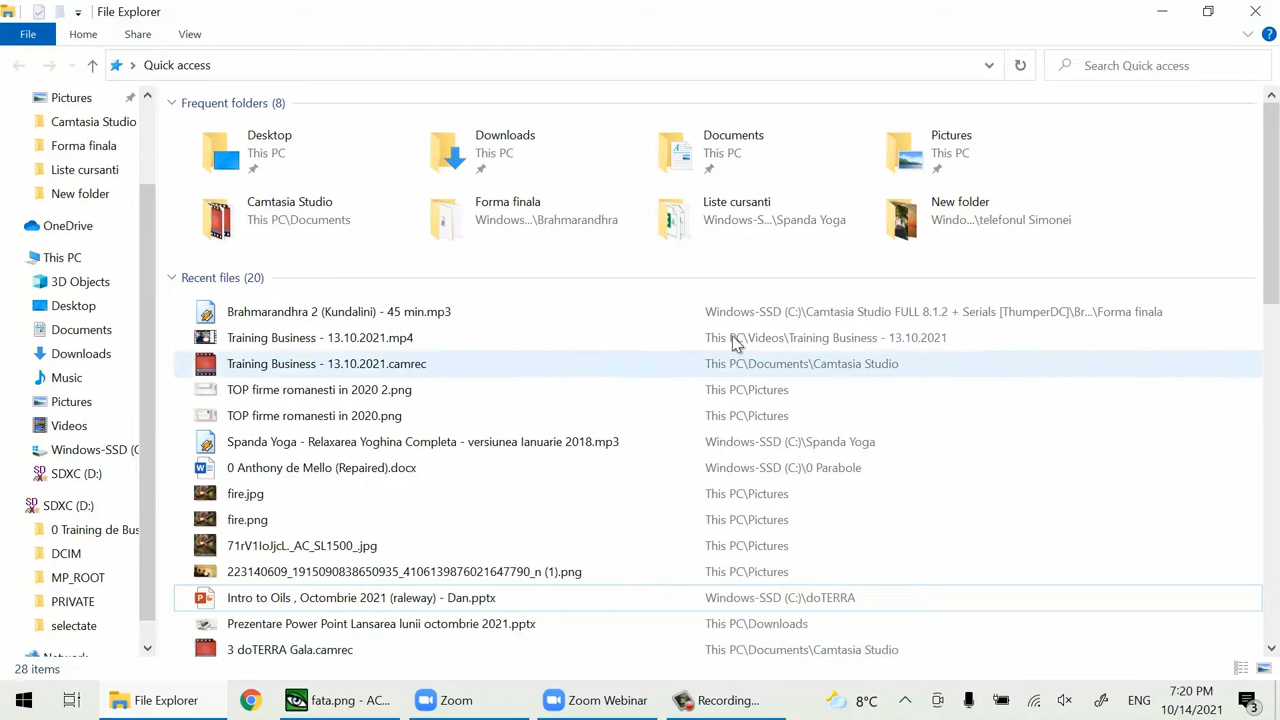 File Explorer
File Home Share View
Quick access
Search Quick access
Pictures
Camtasia Studio
Forma finala
Liste cursanti
New folder
OneDrive
This PC
3D Objects
Desktop
Documents
Downloads
Music
Pictures
Videos
Windows-SSD (C
SDXC (D:)
SDXC (D:)
0 Training de Bus
DCIM
MP_ROOT
PRIVATE
selectate
Network
Frequent folders (8)
Desktop
This PC
Downloads
This PC
Documents
This PC
Pictures
This PC
Camtasia Studio
This PC\Documents
Forma finala
Windows...\Brahmarandhra
Liste cursanti
Windows-S...\Spanda Yoga
New folder
Windo...\telefonul Simonei
Recent files (20)
Brahmarandhra 2 (Kundalini) - 45 min.mp3 Windows-SSD (C:)\Camtasia Studio FULL 8.1.2 + Serials [ThumperDC]\Br...\Forma finala
Training Business - 13.10.2021.mp4 This PC\Videos\Training Business - 13.10.2021
Training Business - 13.10.2021.camrec This PC\Documents\Camtasia Studio
TOP firme romanesti in 2020 2.png This PC\Pictures
TOP firme romanesti in 2020.png This PC\Pictures
Spanda Yoga - Relaxarea Yoghina Completa - versiunea Ianuarie 2018.mp3 Windows-SSD (C:)\Spanda Yoga
0 Anthony de Mello (Repaired).docx Windows-SSD (C:)\0 Parabole
fire.jpg This PC\Pictures
fire.png This PC\Pictures
71rV1IoJjcL._AC_SL1500_.jpg This PC\Pictures
223140609_1915090838650935_4106139876021647790_n (1).png This PC\Pictures
Intro to Oils , Octombrie 2021 (raleway) - Dan.pptx Windows-SSD (C:)\doTERRA
Prezentare Power Point Lansarea lunii octombrie 2021.pptx This PC\Downloads
3 doTERRA Gala.camrec This PC\Documents\Camtasia Studio
28 items
File Explorer
fata.png - AC...
Zoom
Zoom Webinar
Recording...
8°C
ENG
7:20 PM
10/14/2021
3